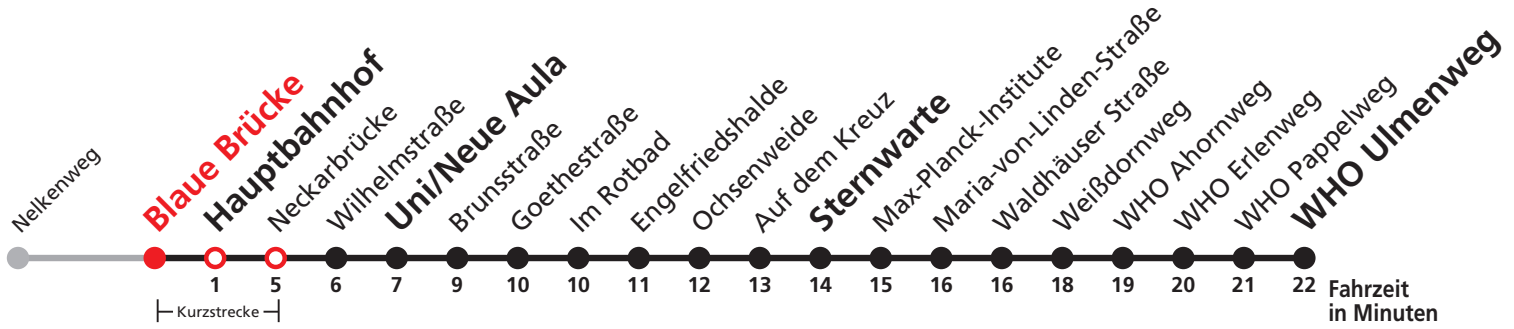 Nelkenweg
Blaue Brücke
Hauptbahnhof
Neckarbrücke
Wilhelmstraße
Uni/Neue Aula
Brunsstraße
Goethestraße
Im Rotbad
Engelfriedshalde
Ochsenweide
Auf dem Kreuz
Sternwarte
Max-Planck-Institute
Maria-von-Linden-Straße
Waldhäuser Straße
Weißdornweg
WHO Ahornweg
WHO Erlenweg
WHO Pappelweg
WHO Ulmenweg
1 5 6 7 9 10 10 11 12 13 14 15 16 16 18 19 20 21 22
Fahrzeit
in Minuten
Kurzstrecke